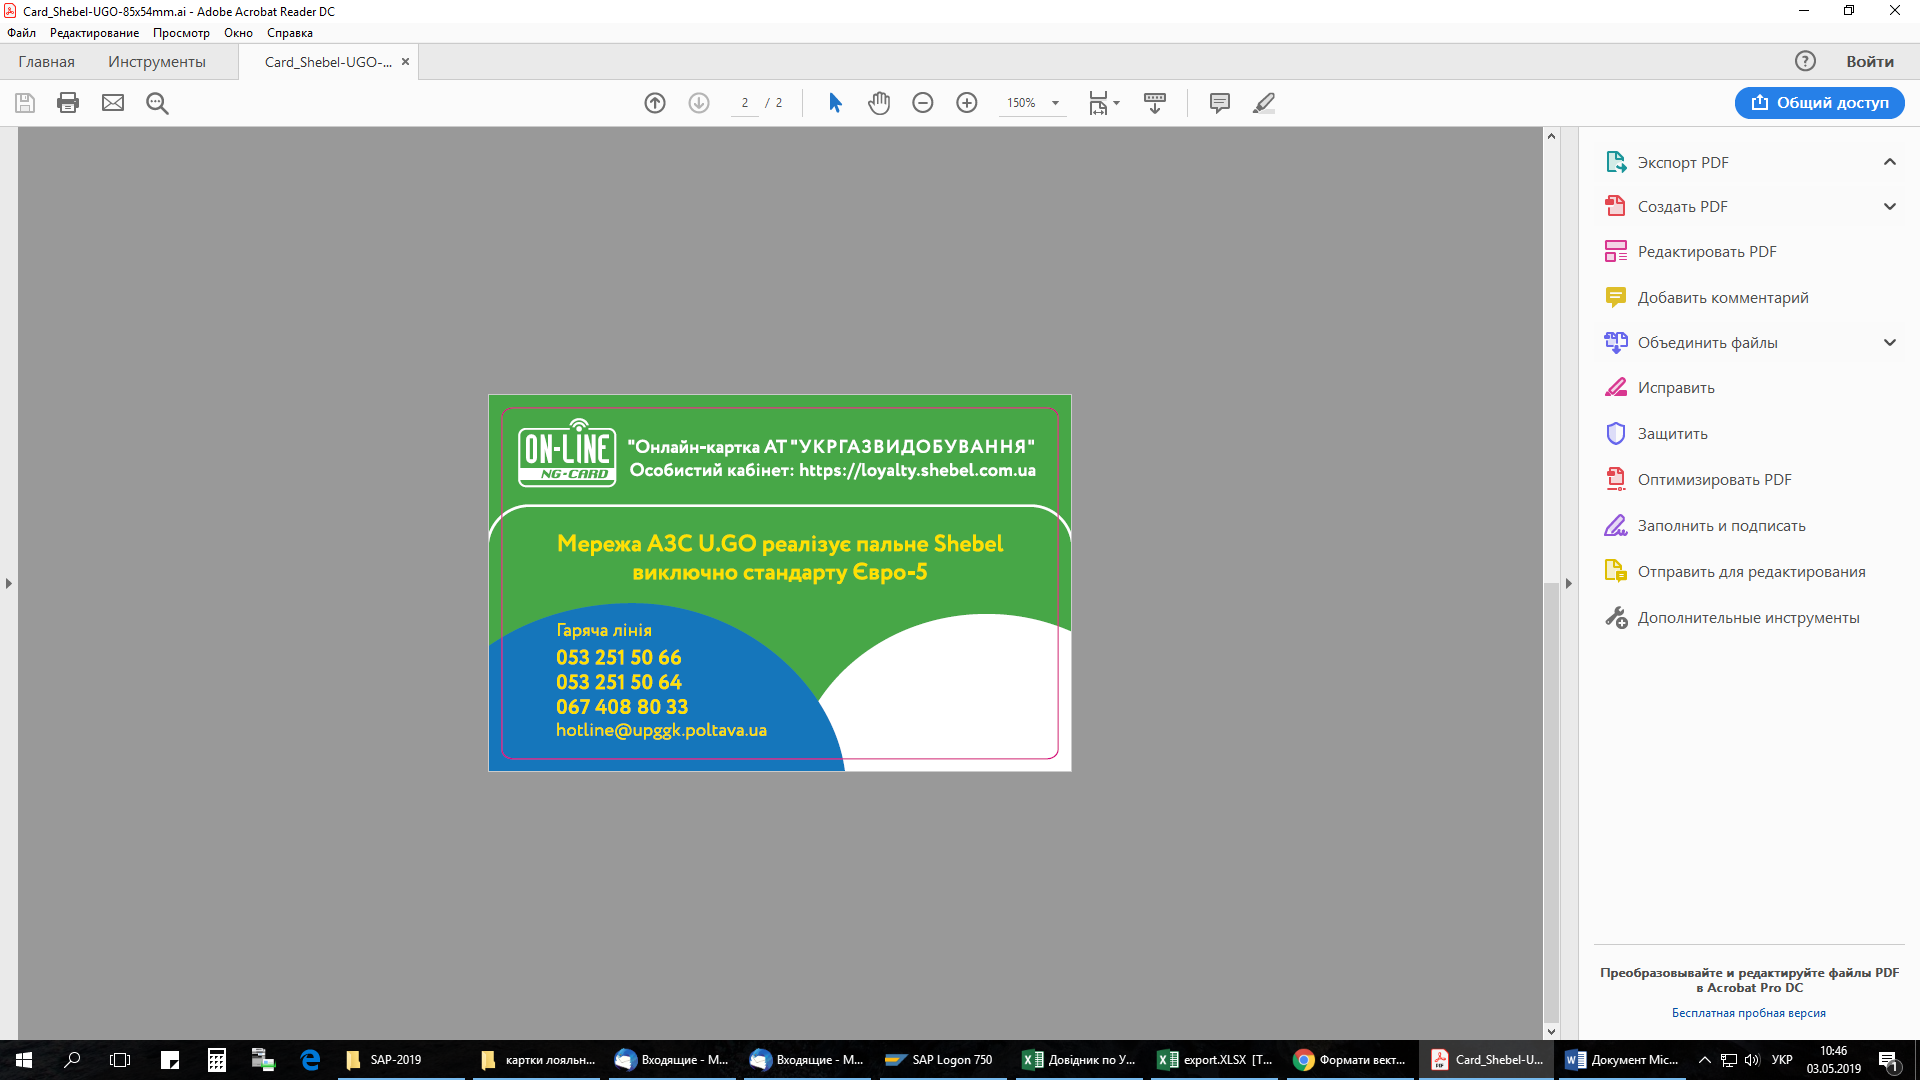 Card_Shebel-UGO-85x54mm.ai - Adobe Acrobat Reader DC
Файл Редактирование Просмотр Окно Справка
Главная Инструменты Card_Shebel-UGO-... Войти
2 / 2 150% Общий доступ
Экспорт PDF
Создать PDF
Редактировать PDF
Добавить комментарий
Объединить файлы
Исправить
Защитить
Оптимизировать PDF
Заполнить и подписать
Отправить для редактирования
Дополнительные инструменты
Преобразовывайте и редактируйте файлы PDF
в Acrobat Pro DC
Бесплатная пробная версия
ON-LINE
NG-CARD
"Онлайн-картка АТ "УКРГАЗВИДОБУВАННЯ"
Особистий кабінет: https://loyalty.shebel.com.ua
Мережа АЗС U.GO реалізує пальне Shebel
виключно стандарту Євро-5
Гаряча лінія
053 251 50 66
053 251 50 64
067 408 80 33
hotline@upggk.poltava.ua
SAP-2019 картки лояльн... Входящие - M... Входящие - M... SAP Logon 750 Довідник по У... export.XLSX [Т... Формати вект... Card_Shebel-U... Документ Mic... УКР
10:46
03.05.2019
1